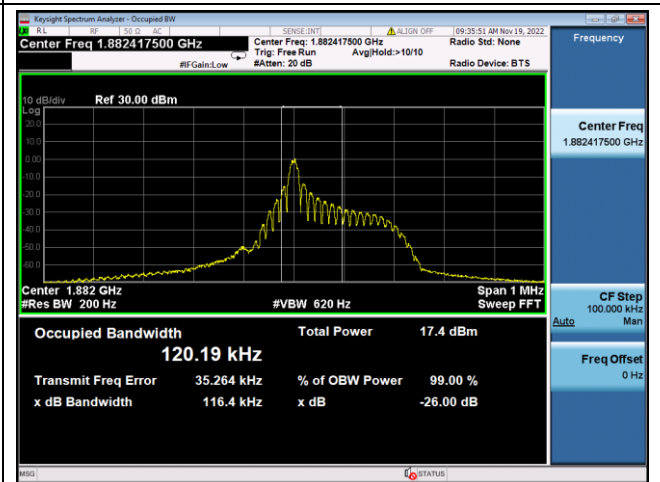 Keysight Spectrum Analyzer - Occupied BW
RL RF 50 Ω AC SENSE:INT ALIGN OFF 09:35:51 AM Nov 19, 2022
Center Freq 1.882417500 GHz
Center Freq: 1.882417500 GHz Radio Std: None
Trig: Free Run Avg|Hold:>10/10
#IFGain:Low #Atten: 20 dB Radio Device: BTS
Frequency
10 dB/div Ref 30.00 dBm
Log
20.0
10.0
0.00
-10.0
-20.0
-30.0
-40.0
-50.0
-60.0
Center 1.882 GHz Span 1 MHz
#Res BW 200 Hz #VBW 620 Hz Sweep FFT
Center Freq
1.882417500 GHz
CF Step
100.000 kHz
Auto Man
Freq Offset
0 Hz
Occupied Bandwidth Total Power 17.4 dBm
120.19 kHz
Transmit Freq Error 35.264 kHz % of OBW Power 99.00 %
x dB Bandwidth 116.4 kHz x dB -26.00 dB
MSG STATUS